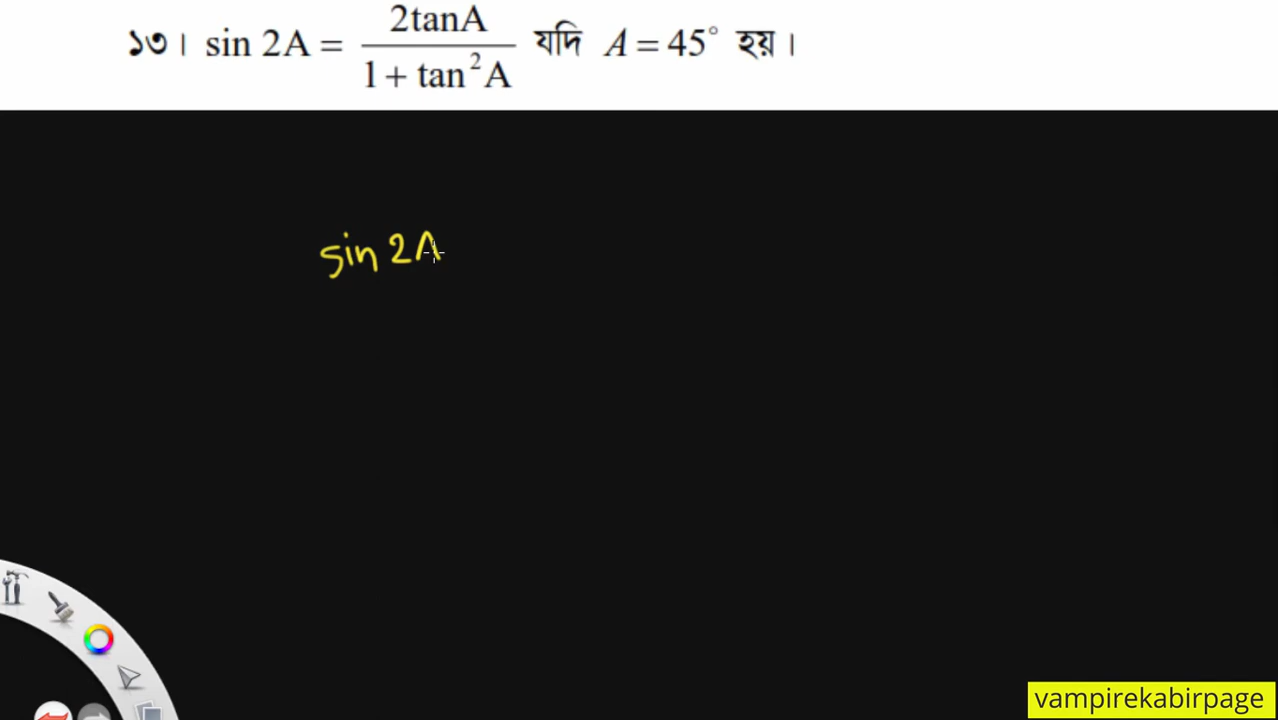 ১৩। sin 2A = 2tanA / 1 + tan²A যদি A = 45° হয়।
sin 2A
vampirekabirpage